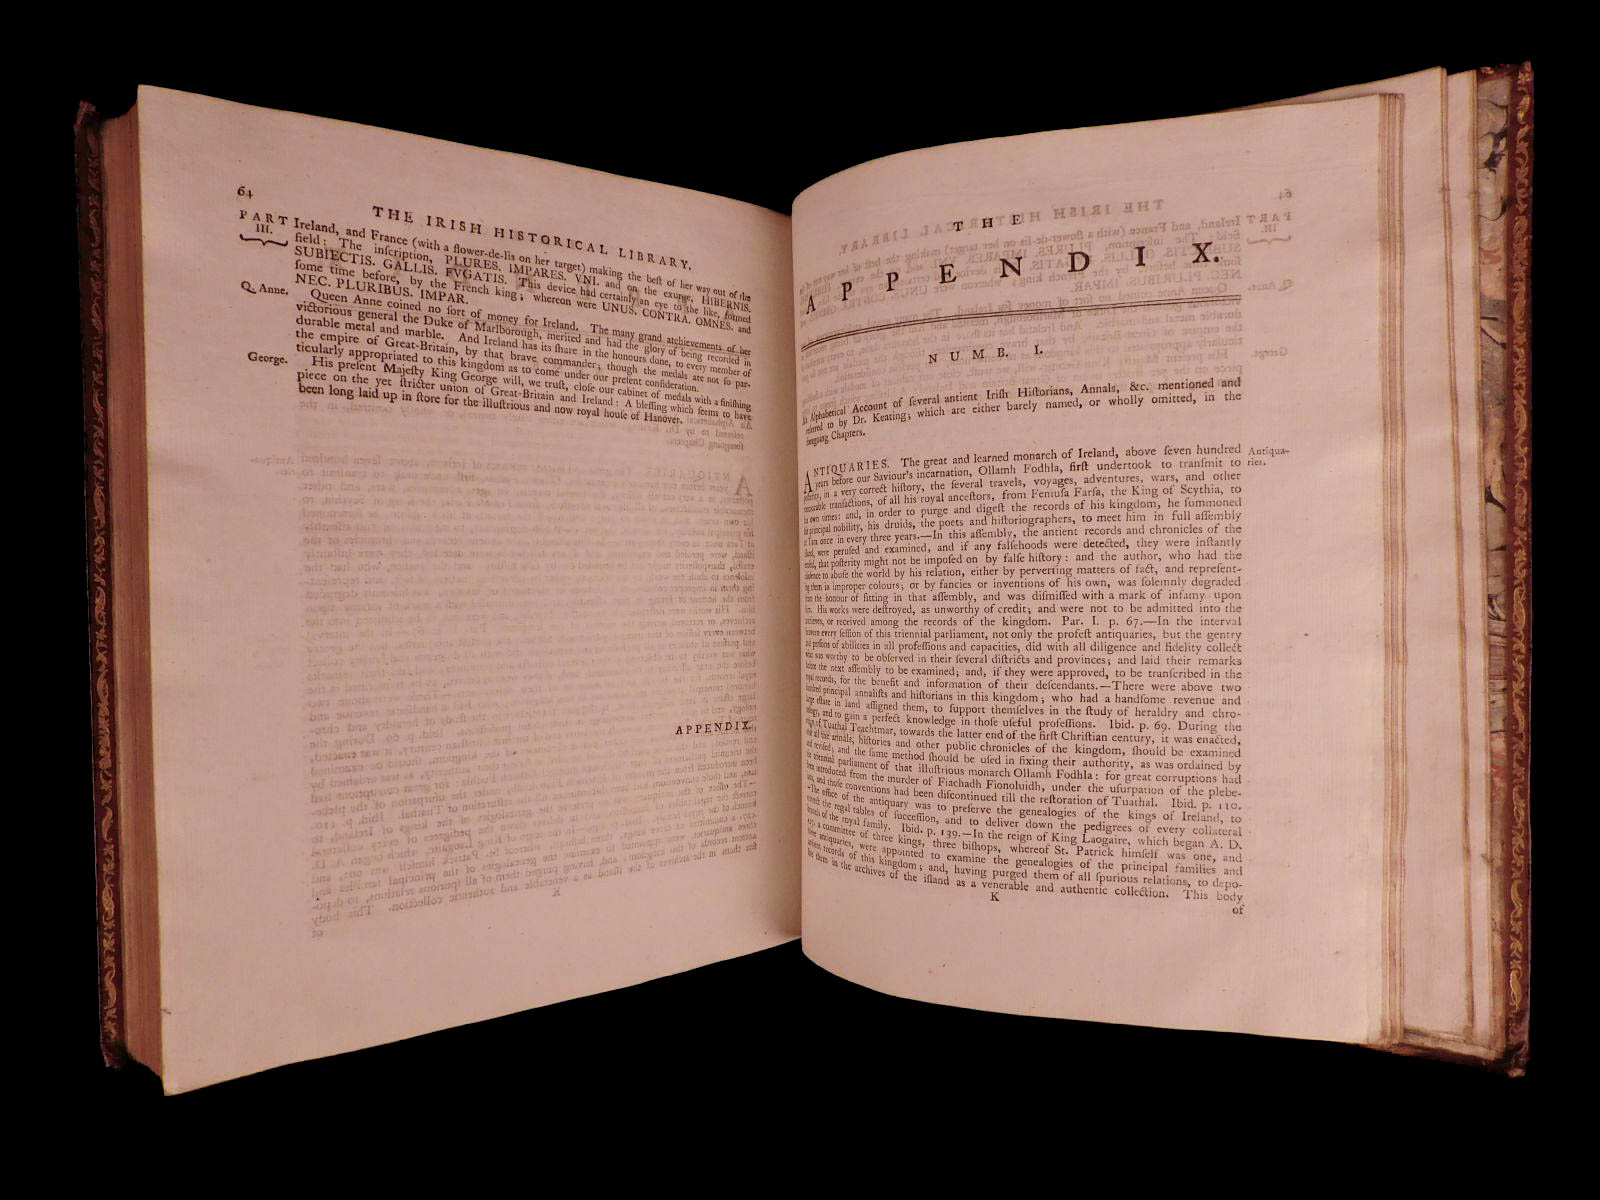 64
THE IRISH HISTORICAL LIBRARY.
PART
III.
Ireland, and France (with a flower-de-lis on her target) making the beſt of her way out of the
field: The inſcription, PLURES. IMPARES. VNI. and on the exurge, HIBERNIS.
SUBIECTIS. GALLIS. FVGATIS. This device had certainly an eye to the like, formed
ſome time before, by the French king; whereon were UNUS. CONTRA. OMNES. and
NEC. PLURIBUS. IMPAR.
Q. Anne.
Queen Anne coined no ſort of money for Ireland. The many grand atchievements of her
victorious general the Duke of Marlborough, merited and had the glory of being recorded in
durable metal and marble. And Ireland has its ſhare in the honours done, to every member of
the empire of Great-Britain, by that brave commander; though the medals are not ſo par-
ticularly appropriated to this kingdom as to come under our preſent conſideration.
George.
His preſent Majeſty King George will, we truſt, cloſe our cabinet of medals with a finiſhing
piece on the yet ſtricter union of Great-Britain and Ireland: A bleſſing which ſeems to have
been long laid up in ſtore for the illuſtrious and now royal houſe of Hanover.
APPENDIX.
THE
APPENDIX.
NUMB. I.
An Alphabetical Account of ſeveral antient Iriſh Hiſtorians, Annals, &c. mentioned and
referred to by Dr. Keating; which are either barely named, or wholly omitted, in the
foregoing Chapters.
Antiqua-
ries.
ANTIQUARIES. The great and learned monarch of Ireland, above ſeven hundred
years before our Saviour's incarnation, Ollamh Fodhla, firſt undertook to tranſmit to
poſterity, in a very correct hiſtory, the ſeveral travels, voyages, adventures, wars, and other
memorable tranſactions, of all his royal anceſtors, from Feniuſa Farſa, the King of Scythia, to
his own times: and, in order to purge and digeſt the records of his kingdom, he ſummoned
his principal nobility, his druids, the poets and hiſtoriographers, to meet him in full aſſembly
at Tara once in every three years.—In this aſſembly, the antient records and chronicles of the
iſland, were peruſed and examined, and if any falſehoods were detected, they were inſtantly
eraſed, that poſterity might not be impoſed on by falſe hiſtory: and the author, who had the
inſolence to abuſe the world by his relation, either by perverting matters of fact, and repreſent-
ing them in improper colours; or by fancies or inventions of his own, was ſolemnly degraded
from the honour of ſitting in that aſſembly, and was diſmiſſed with a mark of infamy upon
him. His works were deſtroyed, as unworthy of credit; and were not to be admitted into the
archieves, or received among the records of the kingdom. Par. I. p. 67.—In the interval
between every ſeſſion of this triennial parliament, not only the profeſt antiquaries, but the gentry
and perſons of abilities in all profeſſions and capacities, did with all diligence and fidelity collect
what was worthy to be obſerved in their ſeveral diſtricts and provinces; and laid their remarks
before the next aſſembly to be examined; and, if they were approved, to be tranſcribed in the
royal records, for the benefit and information of their deſcendants.—There were above two
hundred principal annaliſts and hiſtorians in this kingdom; who had a handſome revenue and
large eſtate in land aſſigned them, to ſupport themſelves in the ſtudy of heraldry and chro-
nology, and to gain a perfect knowledge in thoſe uſeful profeſſions. Ibid. p. 69. During the
reign of Tuathal Teachtmar, towards the latter end of the firſt Chriſtian century, it was enacted,
that all the annals, hiſtories and other public chronicles of the kingdom, ſhould be examined
and reviſed; and the ſame method ſhould be uſed in fixing their authority, as was ordained by
the triennial parliament of that illuſtrious monarch Ollamh Fodhla: for great corruptions had
been introduced from the murder of Fiachadh Fionoluidh, under the uſurpation of the plebe-
ians, and thoſe conventions had been diſcontinued till the reſtoration of Tuathal. Ibid. p. 110.
—The office of the antiquary was to preſerve the genealogies of the kings of Ireland, to
correct the regal tables of ſucceſſion, and to deliver down the pedigrees of every collateral
branch of the royal family. Ibid. p. 139.—In the reign of King Laogaire, which began A. D.
427, a committee of three kings, three biſhops, whereof St. Patrick himſelf was one, and
three antiquaries, were appointed to examine the genealogies of the principal families and
antient records of this kingdom; and, having purged them of all ſpurious relations, to depo-
ſite them in the archives of the iſland as a venerable and authentic collection. This body
K
of